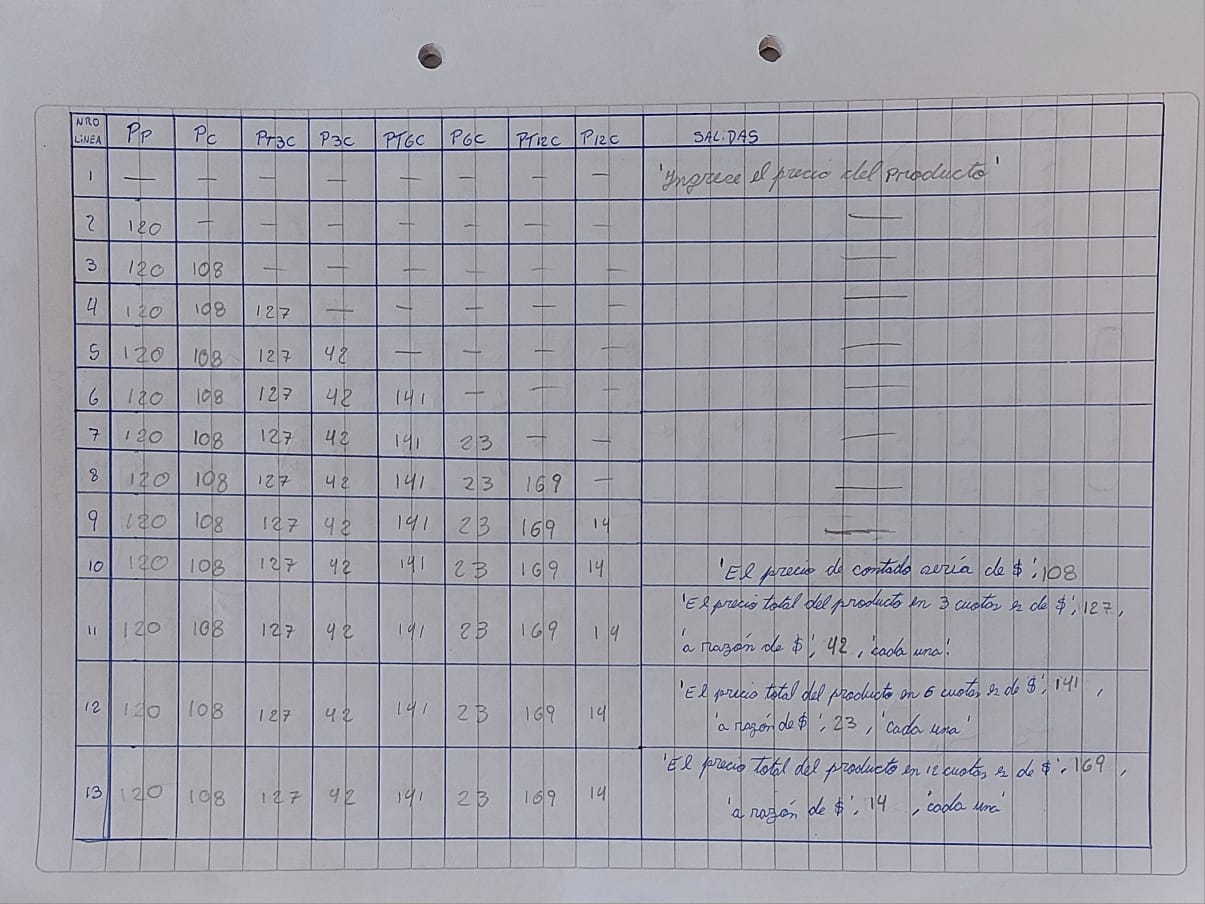 NRO LINEA PP PC PT3C P3C PT6C P6C PT12C P12C SALIDAS
1 — — — — — — — — 'Yngrece el precio del Producto'
2 120 — — — — — — — —
3 120 108 — — — — — — —
4 120 108 127 — — — — — —
5 120 108 127 42 — — — — —
6 120 108 127 42 141 — — — —
7 120 108 127 42 141 23 — — —
8 120 108 127 42 141 23 169 — —
9 120 108 127 42 141 23 169 14 —
10 120 108 127 42 141 23 169 14 'El precio de contado sería de $', 108
11 120 108 127 42 141 23 169 14 'El precio total del producto en 3 cuotas es de $', 127,
'a razón de $', 42, 'cada una'
12 120 108 127 42 141 23 169 14 'El precio total del producto en 6 cuotas es de $', 141,
'a razón de $', 23, 'cada una'
13 120 108 127 42 141 23 169 14 'El precio total del producto en 12 cuotas es de $', 169,
'a razón de $', 14, 'cada una'